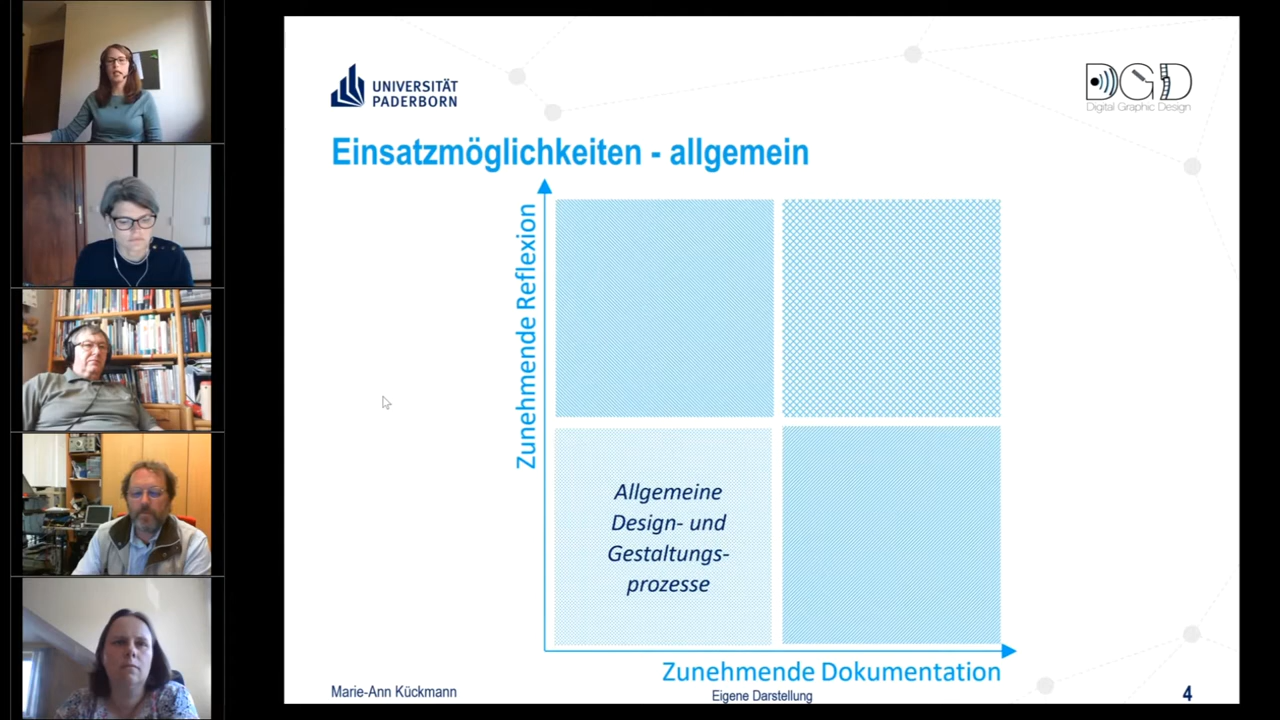 UNIVERSITÄT
PADERBORN
DGD
Digital Graphic Design
Einsatzmöglichkeiten - allgemein
Zunehmende Reflexion
Allgemeine
Design- und
Gestaltungs-
prozesse
Zunehmende Dokumentation
Marie-Ann Kückmann
Eigene Darstellung
4